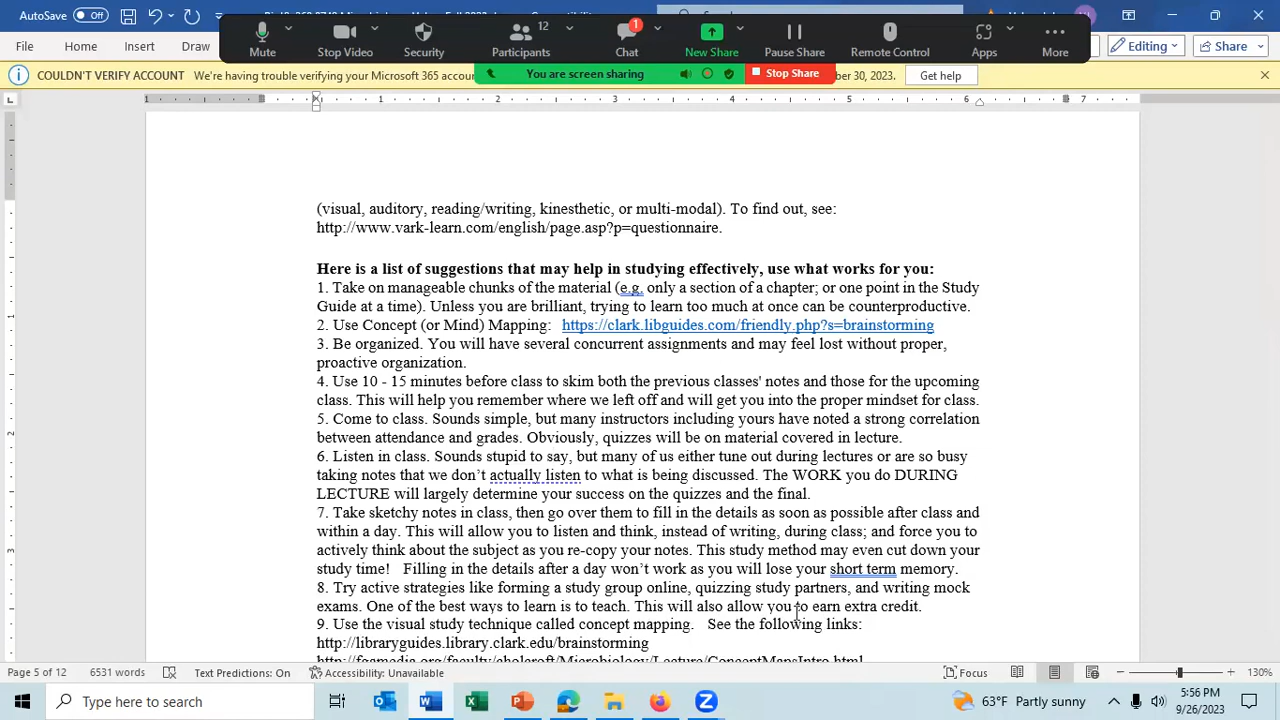 12
1
Mute
Stop Video
Security
Participants
Chat
New Share
Pause Share
Remote Control
Apps
More
File
Home
Insert
Draw
Editing
Share
You are screen sharing
Stop Share
COULDN'T VERIFY ACCOUNT We're having trouble verifying your Microsoft 365 accou
ber 30, 2023.
Get help
1 1 2 3 4 5 6 7
(visual, auditory, reading/writing, kinesthetic, or multi-modal). To find out, see:
http://www.vark-learn.com/english/page.asp?p=questionnaire.
Here is a list of suggestions that may help in studying effectively, use what works for you:
1. Take on manageable chunks of the material (e.g. only a section of a chapter; or one point in the Study
Guide at a time). Unless you are brilliant, trying to learn too much at once can be counterproductive.
2. Use Concept (or Mind) Mapping: https://clark.libguides.com/friendly.php?s=brainstorming
3. Be organized. You will have several concurrent assignments and may feel lost without proper,
proactive organization.
4. Use 10 - 15 minutes before class to skim both the previous classes' notes and those for the upcoming
class. This will help you remember where we left off and will get you into the proper mindset for class.
5. Come to class. Sounds simple, but many instructors including yours have noted a strong correlation
between attendance and grades. Obviously, quizzes will be on material covered in lecture.
6. Listen in class. Sounds stupid to say, but many of us either tune out during lectures or are so busy
taking notes that we don't actually listen to what is being discussed. The WORK you do DURING
LECTURE will largely determine your success on the quizzes and the final.
7. Take sketchy notes in class, then go over them to fill in the details as soon as possible after class and
within a day. This will allow you to listen and think, instead of writing, during class; and force you to
actively think about the subject as you re-copy your notes. This study method may even cut down your
study time! Filling in the details after a day won't work as you will lose your short term memory.
8. Try active strategies like forming a study group online, quizzing study partners, and writing mock
exams. One of the best ways to learn is to teach. This will also allow you to earn extra credit.
9. Use the visual study technique called concept mapping. See the following links:
http://libraryguides.library.clark.edu/brainstorming
Page 5 of 12
6531 words
Text Predictions: On
Accessibility: Unavailable
Focus
130%
Type here to search
63°F Partly sunny
5:56 PM
9/26/2023